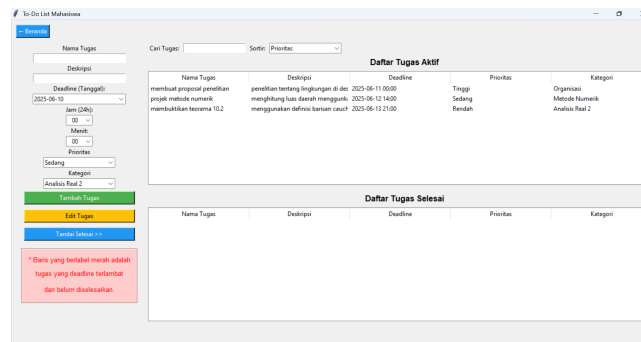 To-Do List Mahasiswa
← Beranda
Nama Tugas
Deskripsi
Deadline (Tanggal):
2025-06-10
Jam (24h):
00
Menit:
00
Prioritas
Sedang
Kategori
Analisis Real 2
Tambah Tugas
Edit Tugas
Tandai Selesai >>
* Baris yang berlabel merah adalah
tugas yang deadline terlambat
dan belum diselesaikan
Cari Tugas: Sortir: Prioritas
Daftar Tugas Aktif
Nama Tugas Deskripsi Deadline Prioritas Kategori
membuat proposal penelitian penelitian tentang lingkungan di des 2025-06-11 00:00 Tinggi Organisasi
projek metode numerik menghitung luas daerah menggunka 2025-06-12 14:00 Sedang Metode Numerik
membuktikan teorema 10.2 menggunakan definisi barisan cauch 2025-06-13 21:00 Rendah Analisis Real 2
Daftar Tugas Selesai
Nama Tugas Deskripsi Deadline Prioritas Kategori